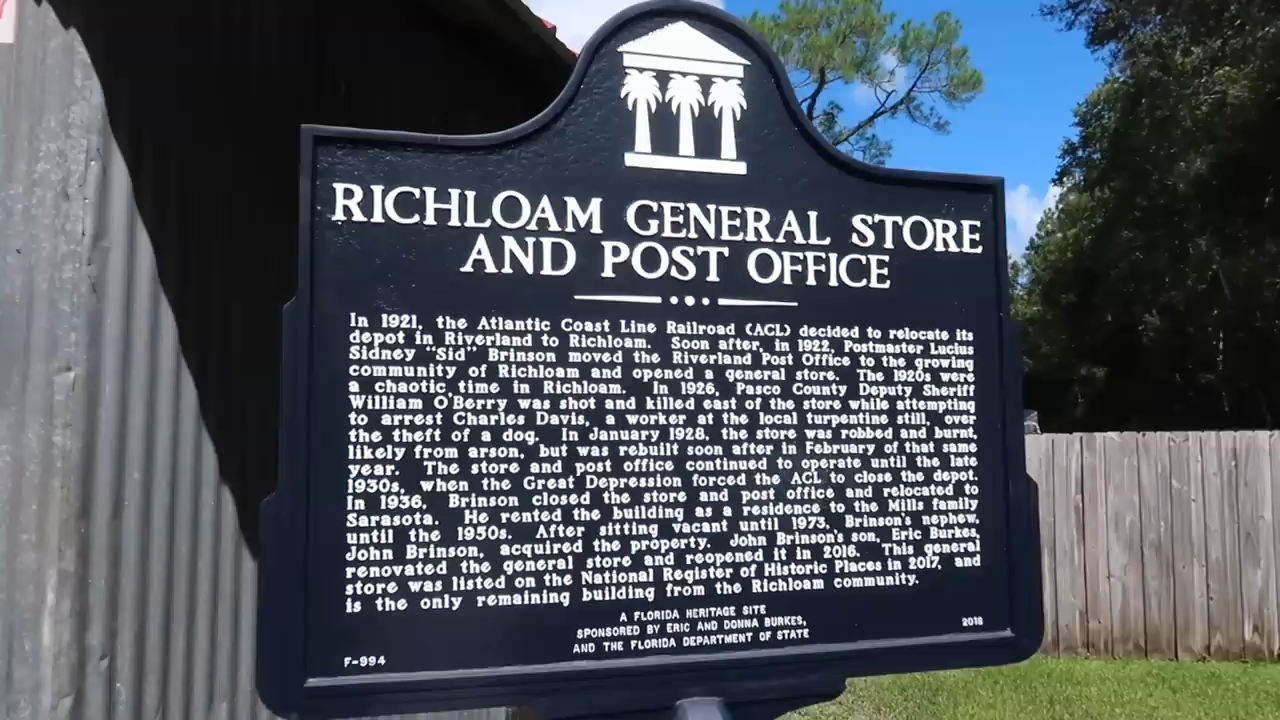 RICHLOAM GENERAL STORE
AND POST OFFICE
In 1921, the Atlantic Coast Line Railroad (ACL) decided to relocate its
depot in Riverland to Richloam. Soon after, in 1922, Postmaster Lucius
Sidney "Sid" Brinson moved the Riverland Post Office to the growing
community of Richloam and opened a general store. The 1920s were
a chaotic time in Richloam. In 1926, Pasco County Deputy Sheriff
William O'Berry was shot and killed east of the store while attempting
to arrest Charles Davis, a worker at the local turpentine still, over
the theft of a dog. In January 1928, the store was robbed and burnt,
likely from arson, but was rebuilt soon after in February of that same
year. The store and post office continued to operate until the late
1930s, when the Great Depression forced the ACL to close the depot.
In 1936, Brinson closed the store and post office and relocated to
Sarasota. He rented the building as a residence to the Mills family
until the 1950s. After sitting vacant until 1973, Brinson's nephew,
John Brinson, acquired the property. John Brinson's son, Eric Burkes,
renovated the general store and reopened it in 2016. This general
store was listed on the National Register of Historic Places in 2017, and
is the only remaining building from the Richloam community.
A FLORIDA HERITAGE SITE
SPONSORED BY ERIC AND DONNA BURKES,
AND THE FLORIDA DEPARTMENT OF STATE
F-994
2018